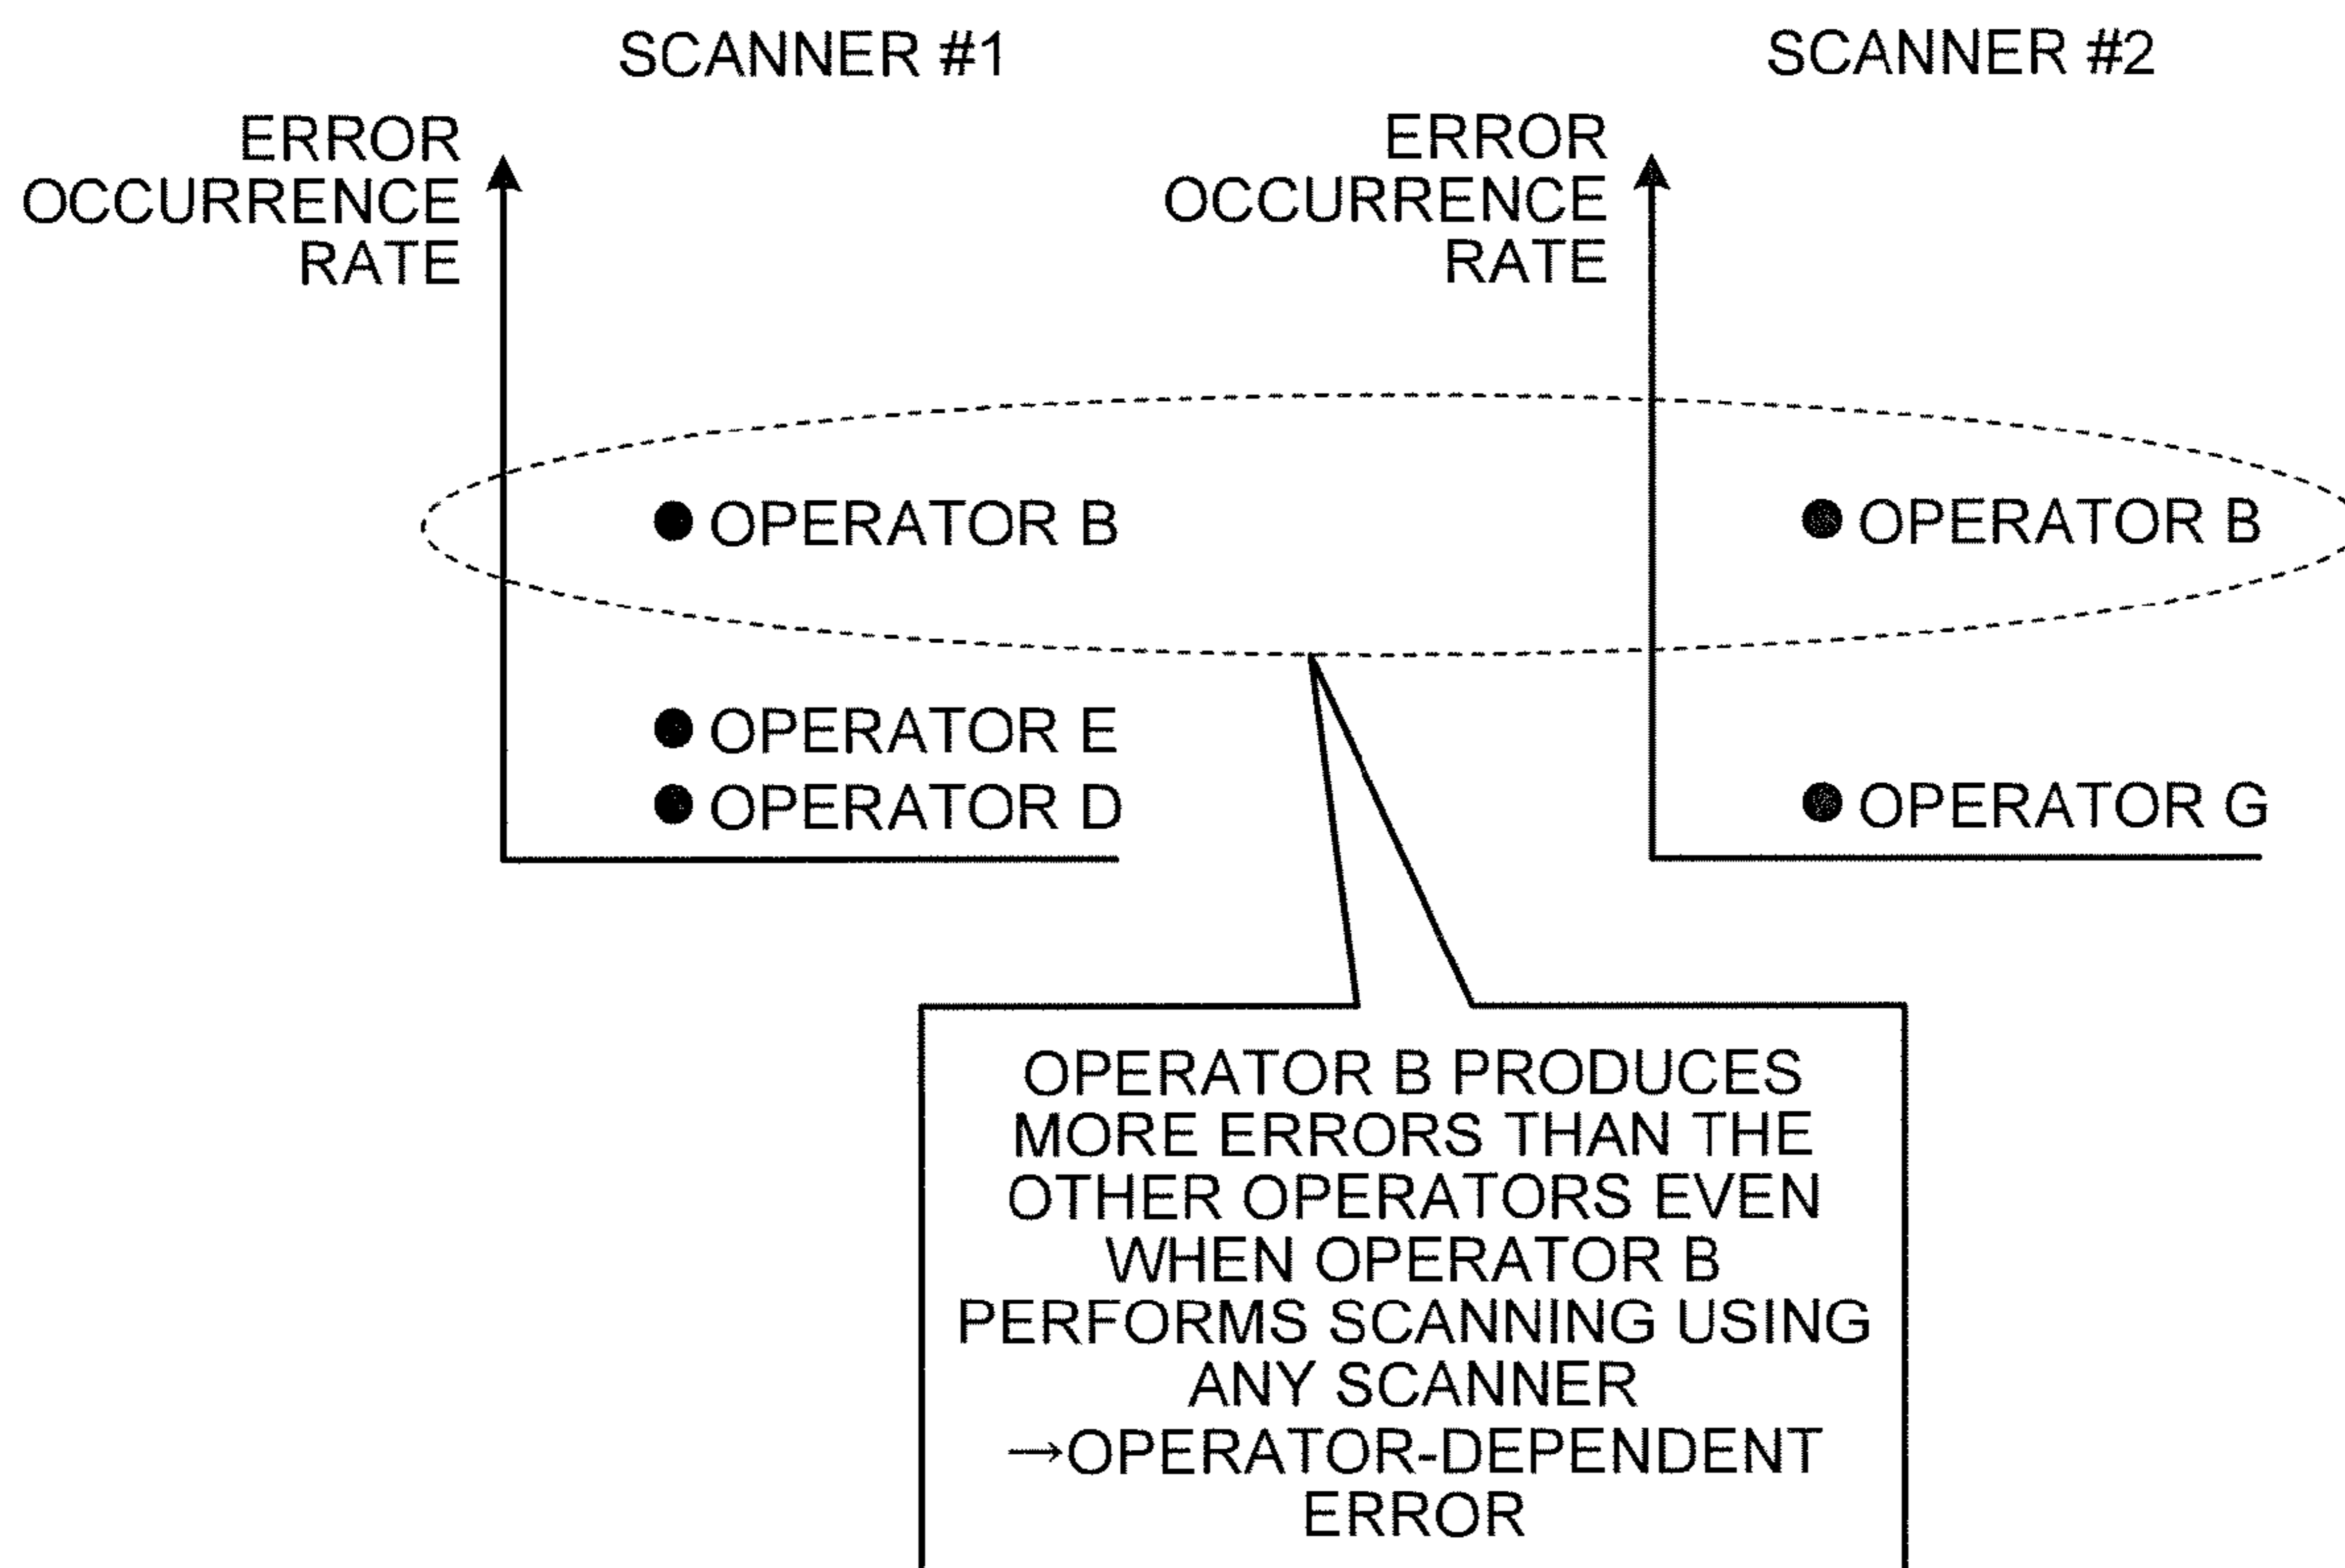 SCANNER #1
ERROR
OCCURRENCE
RATE
OPERATOR B
OPERATOR E
OPERATOR D
SCANNER #2
ERROR
OCCURRENCE
RATE
OPERATOR B
OPERATOR G
OPERATOR B PRODUCES
MORE ERRORS THAN THE
OTHER OPERATORS EVEN
WHEN OPERATOR B
PERFORMS SCANNING USING
ANY SCANNER
→OPERATOR-DEPENDENT
ERROR